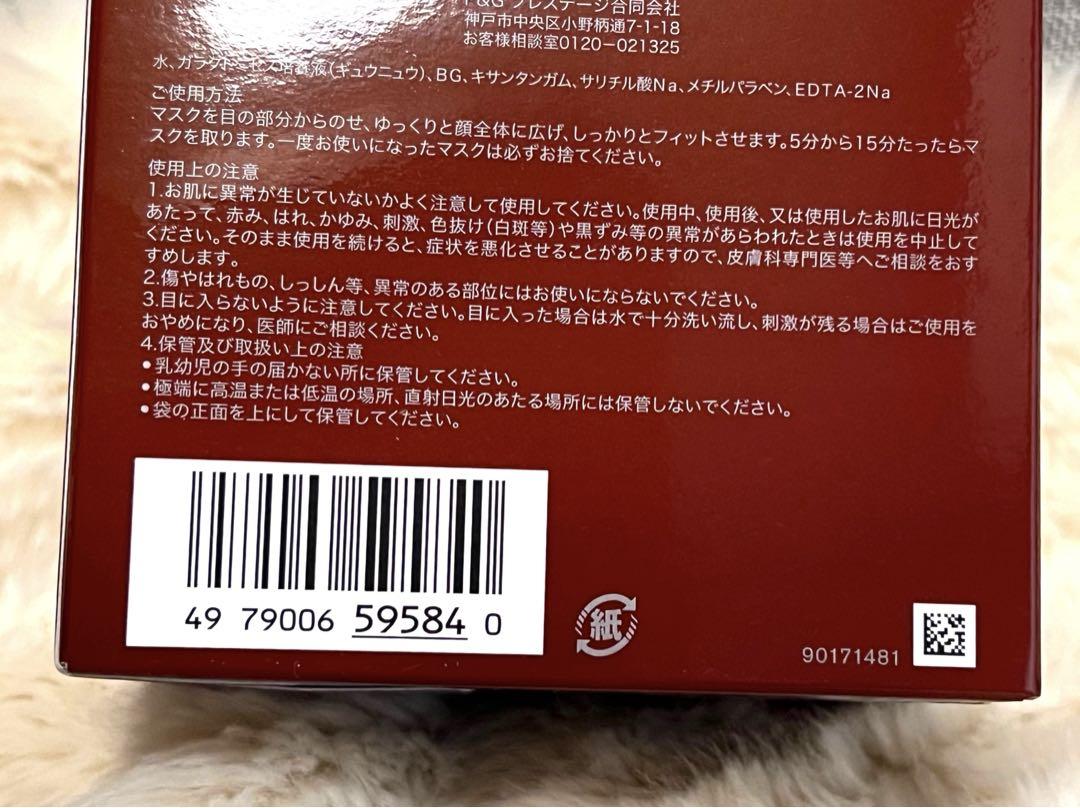 P&G プレステージ合同会社
神戸市中央区小野柄通7-1-18
お客様相談室0120-021325
水、ガラクト 培養液(ギュウニュウ)、BG、キサンタンガム、サリチル酸Na、メチルパラベン、EDTA-2Na
ご使用方法
マスクを目の部分からのせ、ゆっくりと顔全体に広げ、しっかりとフィットさせます。5分から15分たったらマ
スクを取ります。一度お使いになったマスクは必ずお捨てください。
使用上の注意
1.お肌に異常が生じていないかよく注意して使用してください。使用中、使用後、又は使用したお肌に日光が
あたって、赤み、はれ、かゆみ、刺激、色抜け(白斑等)や黒ずみ等の異常があらわれたときは使用を中止して
ください。そのまま使用を続けると、症状を悪化させることがありますので、皮膚科専門医等へご相談をおす
すめします。
2.傷やはれもの、しっしん等、異常のある部位にはお使いにならないでください。
3.目に入らないように注意してください。目に入った場合は水で十分洗い流し、刺激が残る場合はご使用を
おやめになり、医師にご相談ください。
4.保管及び取扱い上の注意
•乳幼児の手の届かない所に保管してください。
•極端に高温または低温の場所、直射日光のあたる場所には保管しないでください。
•袋の正面を上にして保管してください。
49 79006 59584 0
紙
90171481